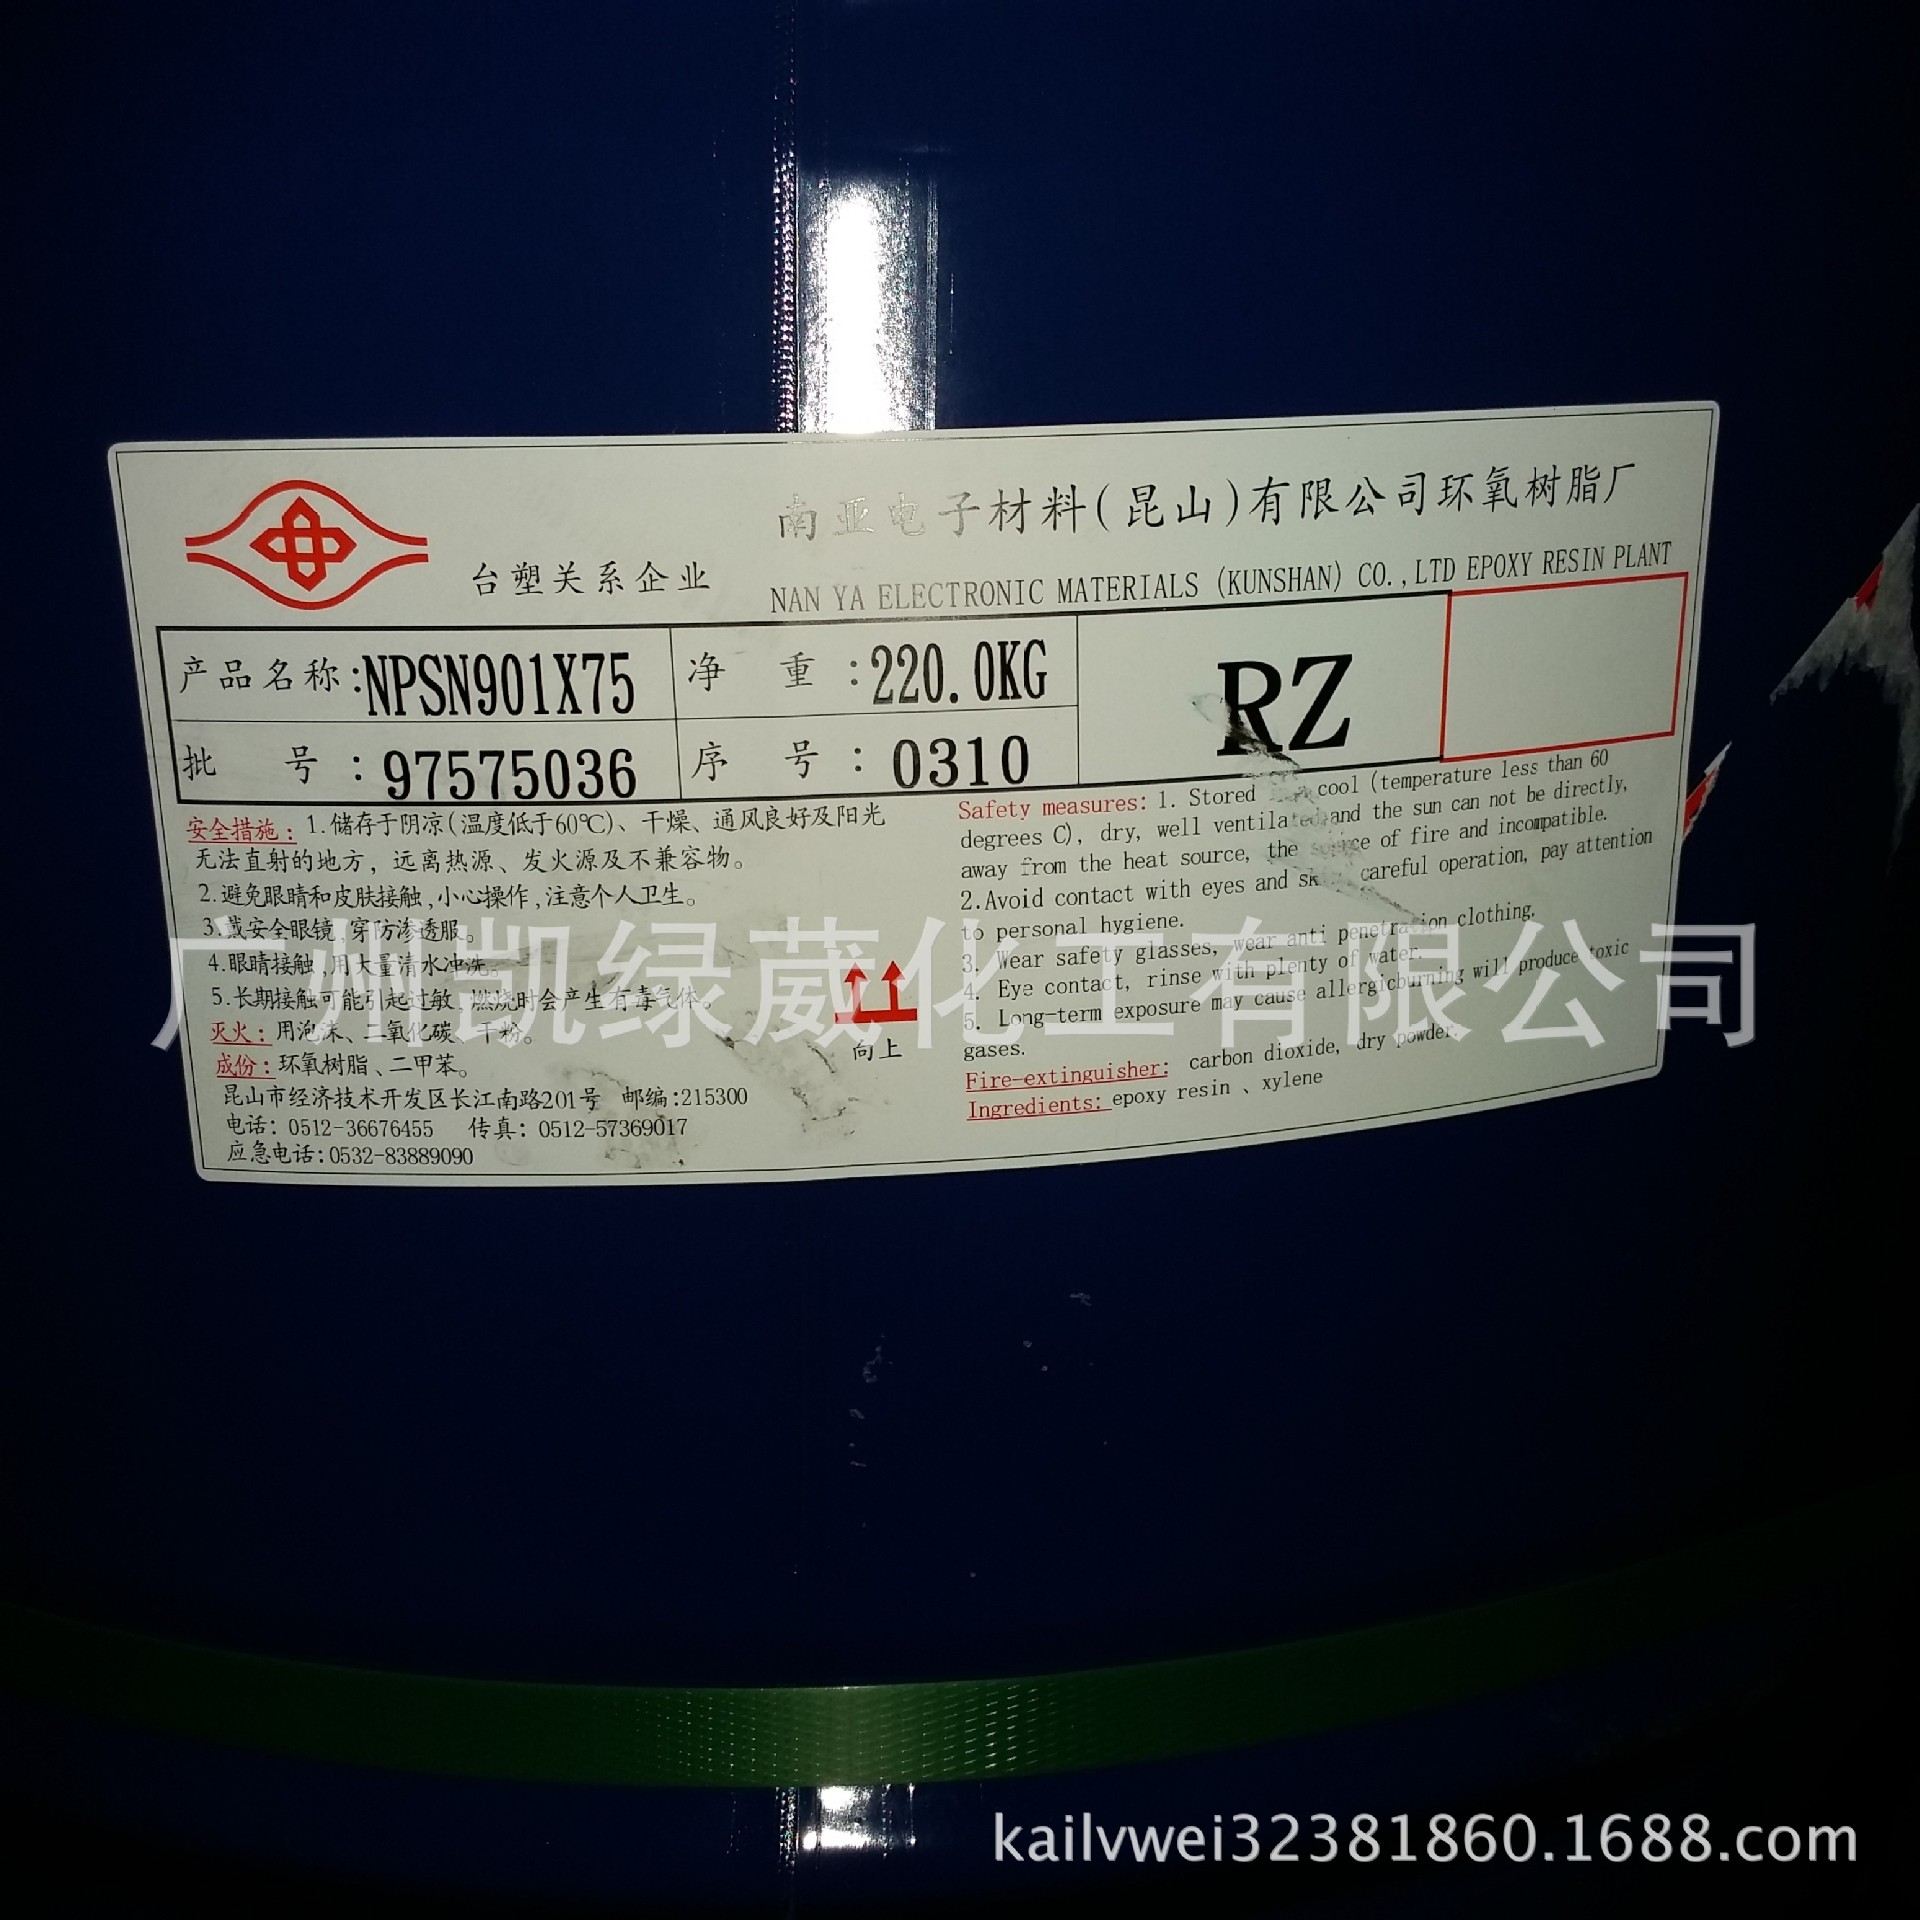 台塑关系企业
南亚电子材料(昆山)有限公司环氧树脂厂
NAN YA ELECTRONIC MATERIALS (KUNSHAN) CO.,LTD EPOXY RESIN PLANT
产品名称:NPSN901X75
净 重:220.0KG
RZ
批 号:97575036
序 号:0310
安全措施:1.储存于阴凉(温度低于60℃)、干燥、通风良好及阳光
无法直射的地方,远离热源、发火源及不兼容物。
2.避免眼睛和皮肤接触,小心操作,注意个人卫生。
3.戴安全眼镜,穿防渗透服。
4.眼睛接触,用大量清水冲洗。
5.长期接触可能引起过敏,燃烧时会产生有毒气体。
灭火:用泡沫、二氧化碳、干粉。
成份:环氧树脂、二甲苯。
昆山市经济技术开发区长江南路201号 邮编:215300
电话: 0512-36676455 传真: 0512-57369017
应急电话:0532-83889090
向上
Safety measures: 1. Stored cool (temperature less than 60
degrees C), dry, well ventilated and the sun can not be directly,
away from the heat source, the of fire and incompatible.
2.Avoid contact with eyes and careful operation, pay attention
to personal hygiene.
3. Wear safety glasses, wear anti penetration clothing.
4. Eye contact, rinse with plenty of water.
5. Long-term exposure may cause allergicburning will produce toxic
gases.
Fire-extinguisher: carbon dioxide, dry powder.
Ingredients: epoxy resin 、xylene
广州凯绿葳化工有限公司
kailvwei32381860.1688.com